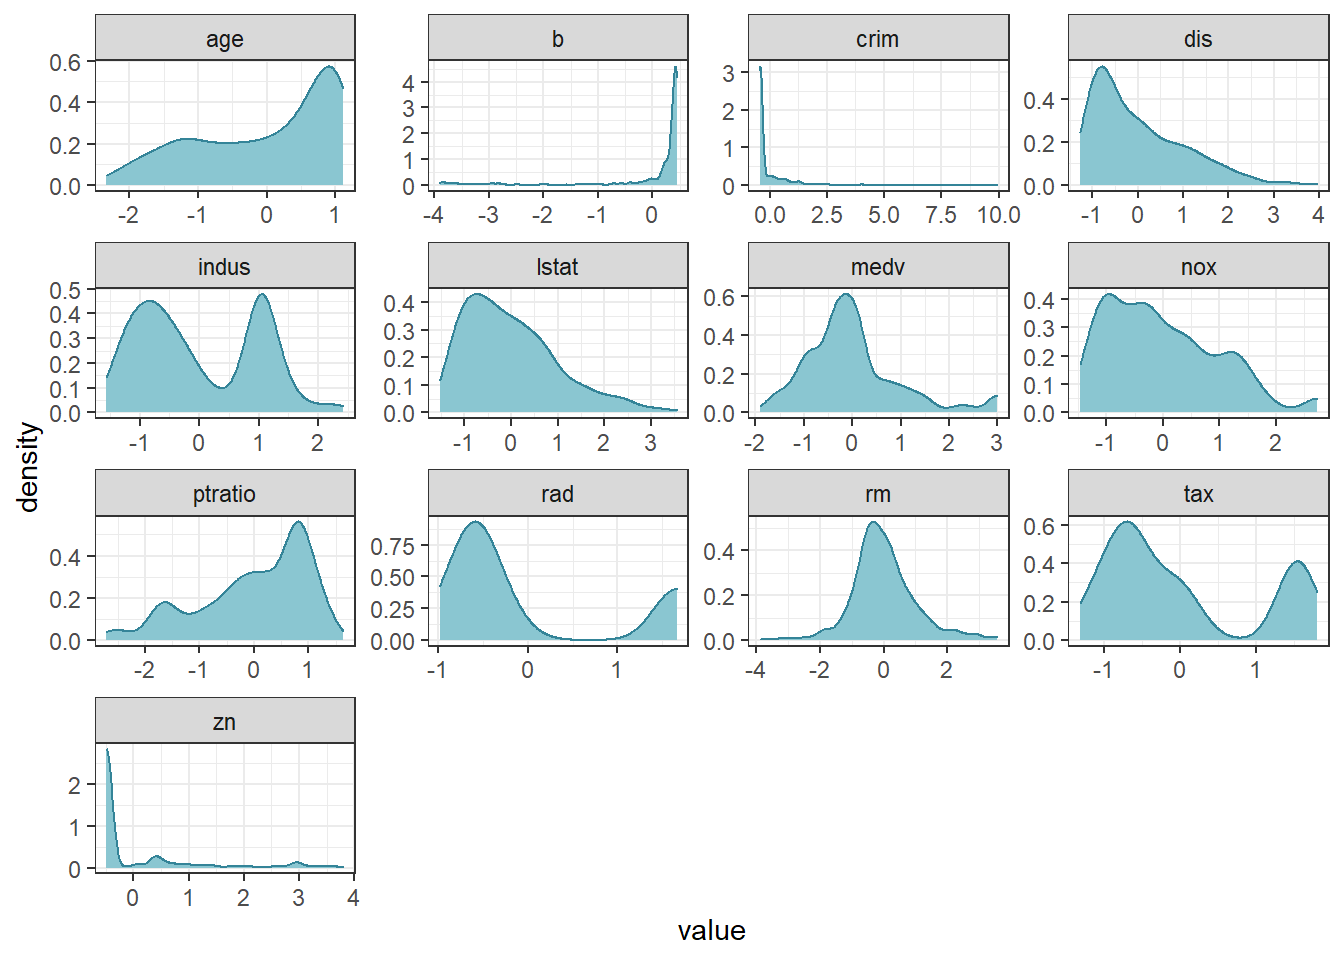 age b crim dis
0.6
0.4
0.2
0.0
-2 -1 0 1
4
3
2
1
0
-4 -3 -2 -1 0
3
2
1
0
0.0 2.5 5.0 7.5 10.0
0.4
0.2
0.0
-1 0 1 2 3 4
indus lstat medv nox
0.5
0.4
0.3
0.2
0.1
0.0
-1 0 1 2
0.4
0.3
0.2
0.1
0.0
-1 0 1 2 3
0.6
0.4
0.2
0.0
-2 -1 0 1 2 3
0.4
0.3
0.2
0.1
0.0
-1 0 1 2
ptratio rad rm tax
0.4
0.2
0.0
-2 -1 0 1
0.75
0.50
0.25
0.00
-1 0 1
0.4
0.2
0.0
-4 -2 0 2
0.6
0.4
0.2
0.0
-1 0 1
zn
2
1
0
0 1 2 3 4
density
value